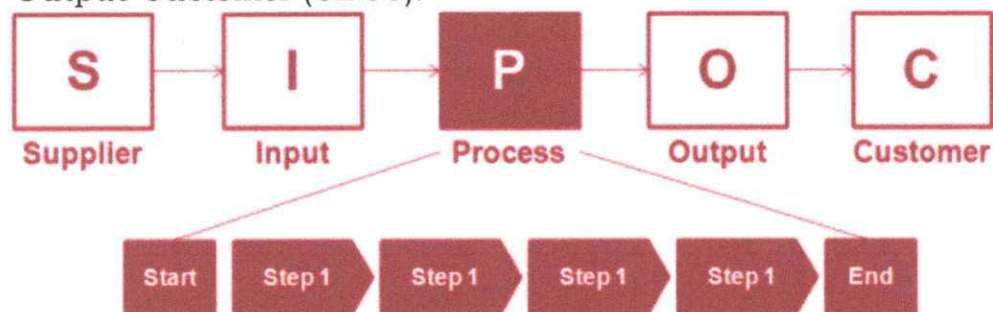 S I P O C
Supplier Input Process Output Customer
Start Step 1 Step 1 Step 1 Step 1 End